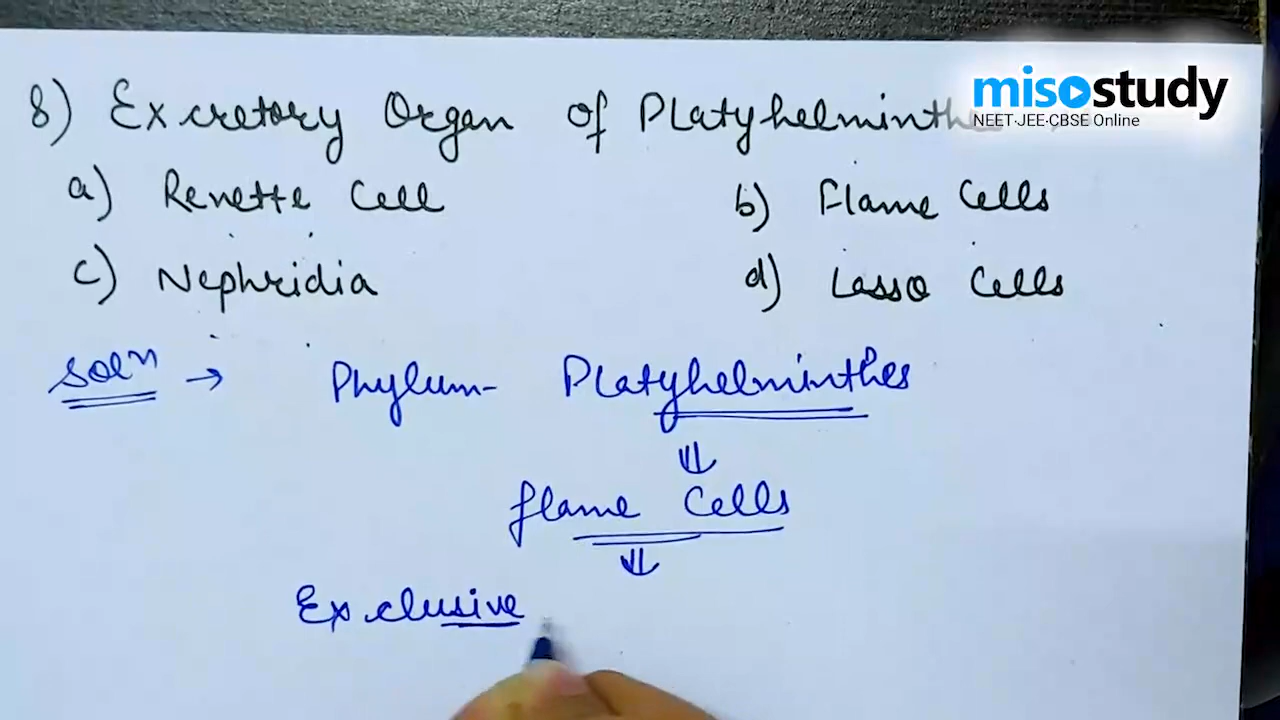 misostudy
NEET-JEE-CBSE Online
8) Excretory Organ of Platyhelminthe
a) Renette Cell b) Flame Cells
c) Nephridia d) Lasso Cells
Soln → Phylum- Platyhelminthes
⇓
flame Cells
⇓
Exclusive